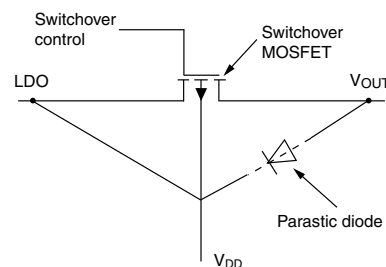 Switchover
control
Switchover
MOSFET
LDO
VOUT
Parastic diode
VDD